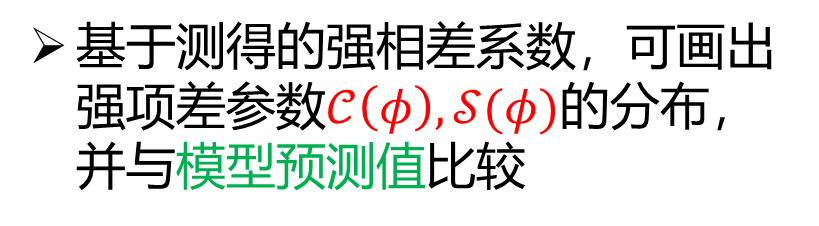 ➢ 基于测得的强相差系数，可画出
强项差参数𝒞(𝜙), 𝒮(𝜙)的分布，
并与模型预测值比较